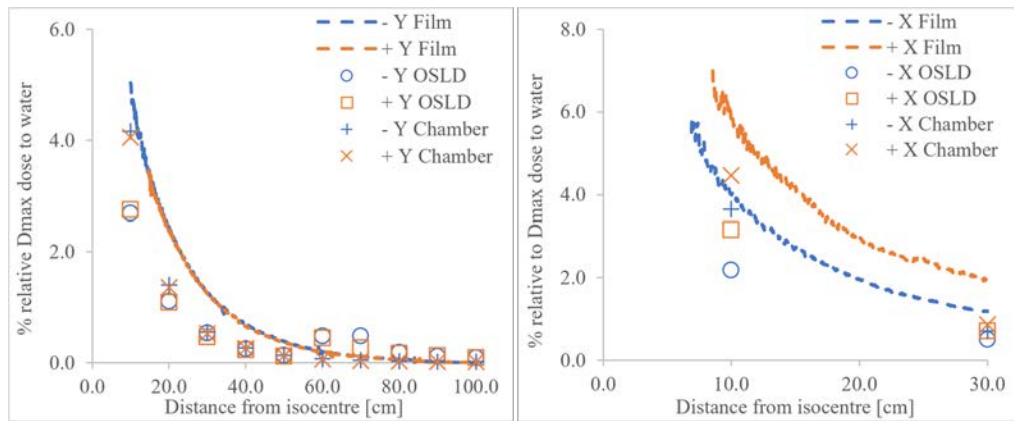 6.0
4.0
2.0
0.0
% relative Dmax dose to water
0.0 20.0 40.0 60.0 80.0 100.0
Distance from isocentre [cm]
- Y Film
+ Y Film
- Y OSLD
+ Y OSLD
- Y Chamber
+ Y Chamber
8.0
6.0
4.0
2.0
0.0
% relative to Dmax dose to water
0.0 10.0 20.0 30.0
Distance from isocentre [cm]
- X Film
+ X Film
- X OSLD
+ X OSLD
- X Chamber
+ X Chamber